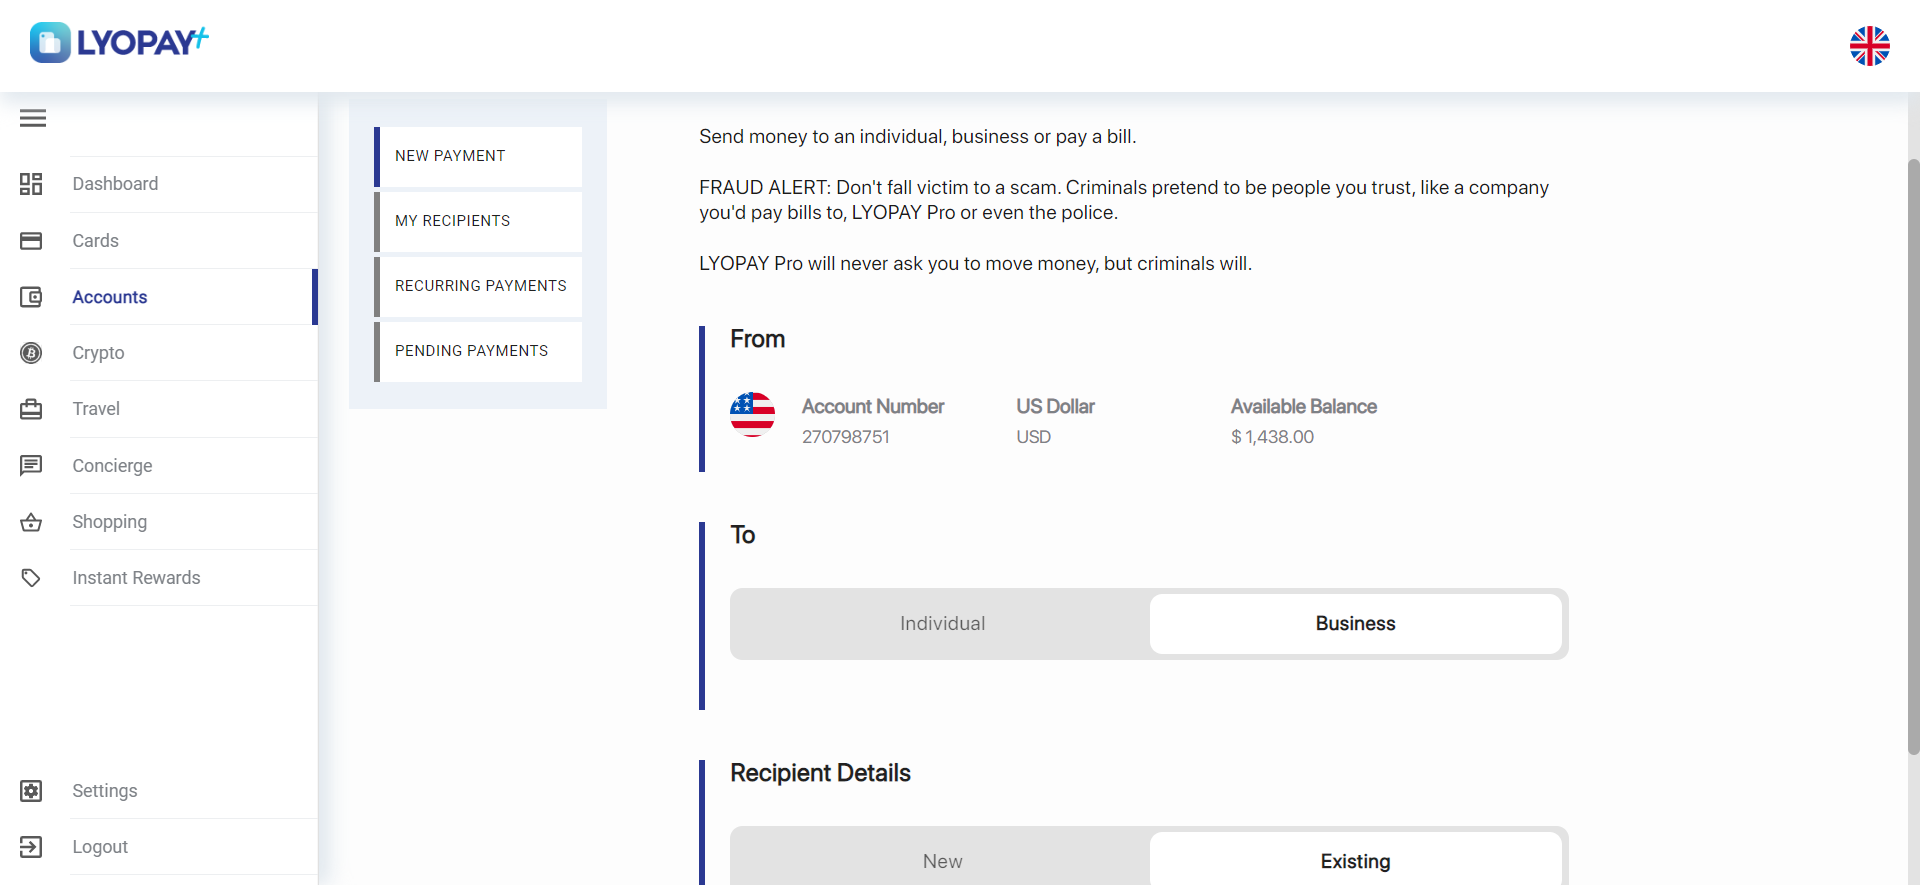 LYOPAY+
Dashboard
Cards
Accounts
Crypto
Travel
Concierge
Shopping
Instant Rewards
Settings
Logout
NEW PAYMENT
MY RECIPIENTS
RECURRING PAYMENTS
PENDING PAYMENTS
Send money to an individual, business or pay a bill.
FRAUD ALERT: Don't fall victim to a scam. Criminals pretend to be people you trust, like a company
you'd pay bills to, LYOPAY Pro or even the police.
LYOPAY Pro will never ask you to move money, but criminals will.
From
Account Number US Dollar Available Balance
270798751 USD $ 1,438.00
To
Individual Business
Recipient Details
New Existing